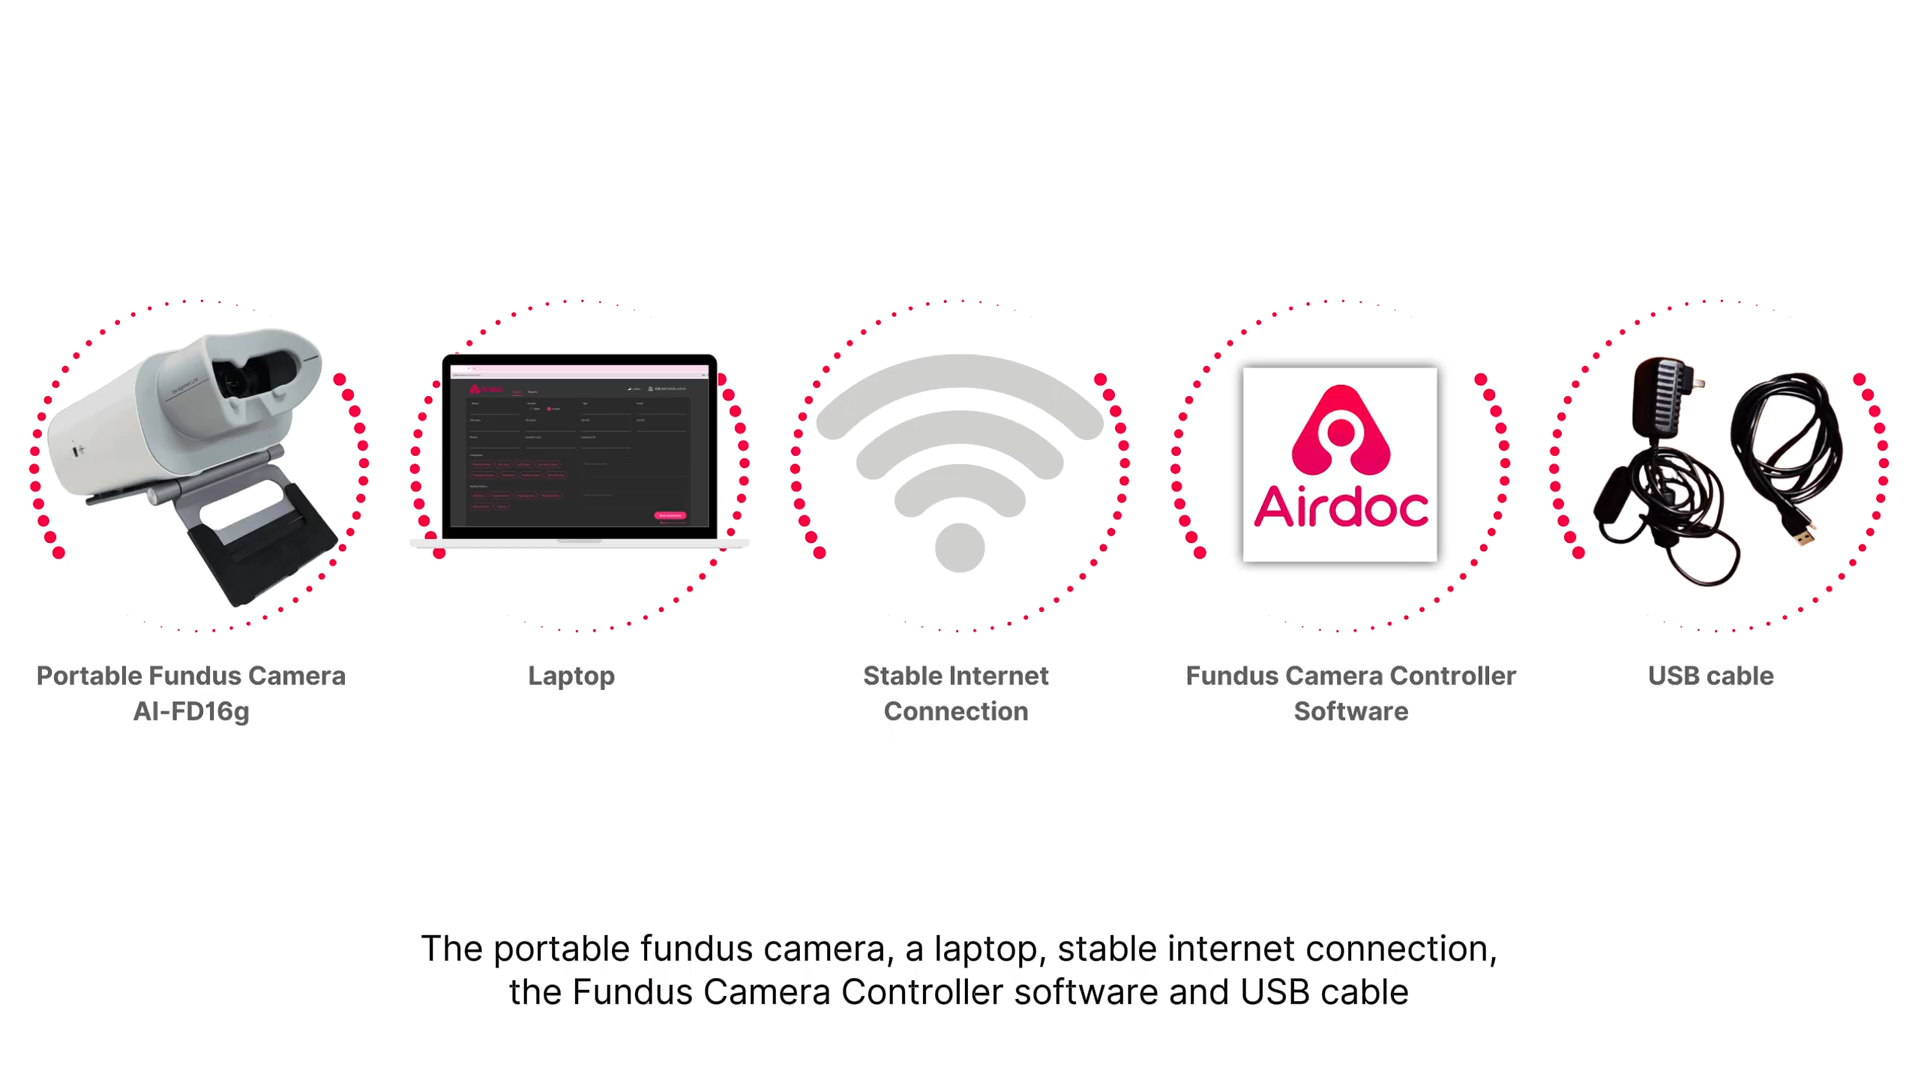 Airdoc
Portable Fundus Camera
AI-FD16g
Laptop
Stable Internet
Connection
Fundus Camera Controller
Software
USB cable
The portable fundus camera, a laptop, stable internet connection,
the Fundus Camera Controller software and USB cable